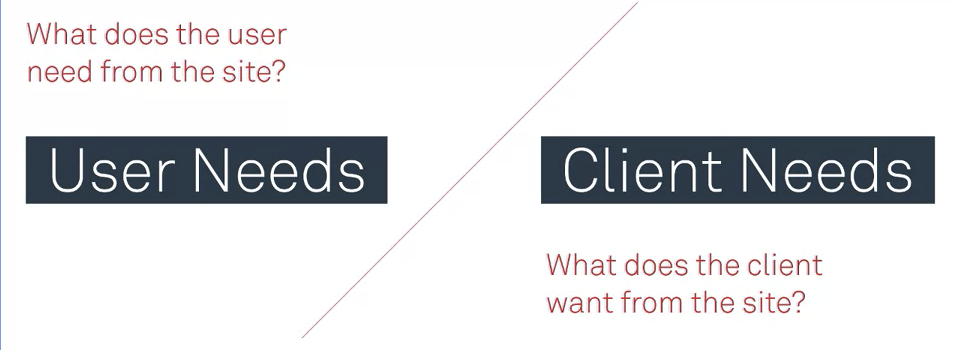 What does the user
need from the site?
User Needs
Client Needs
What does the client
want from the site?